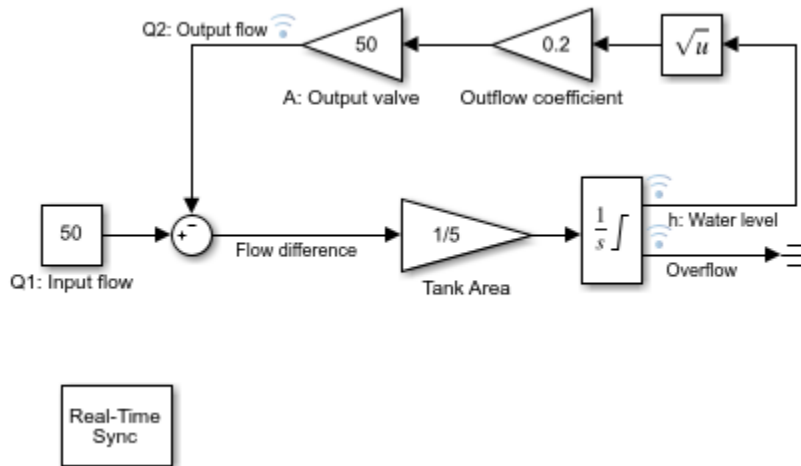 Q2: Output flow
50
0.2
√u
A: Output valve
Outflow coefficient
50
+
−
Flow difference
1/5
1
s
h: Water level
Overflow
Q1: Input flow
Tank Area
Real-Time
Sync